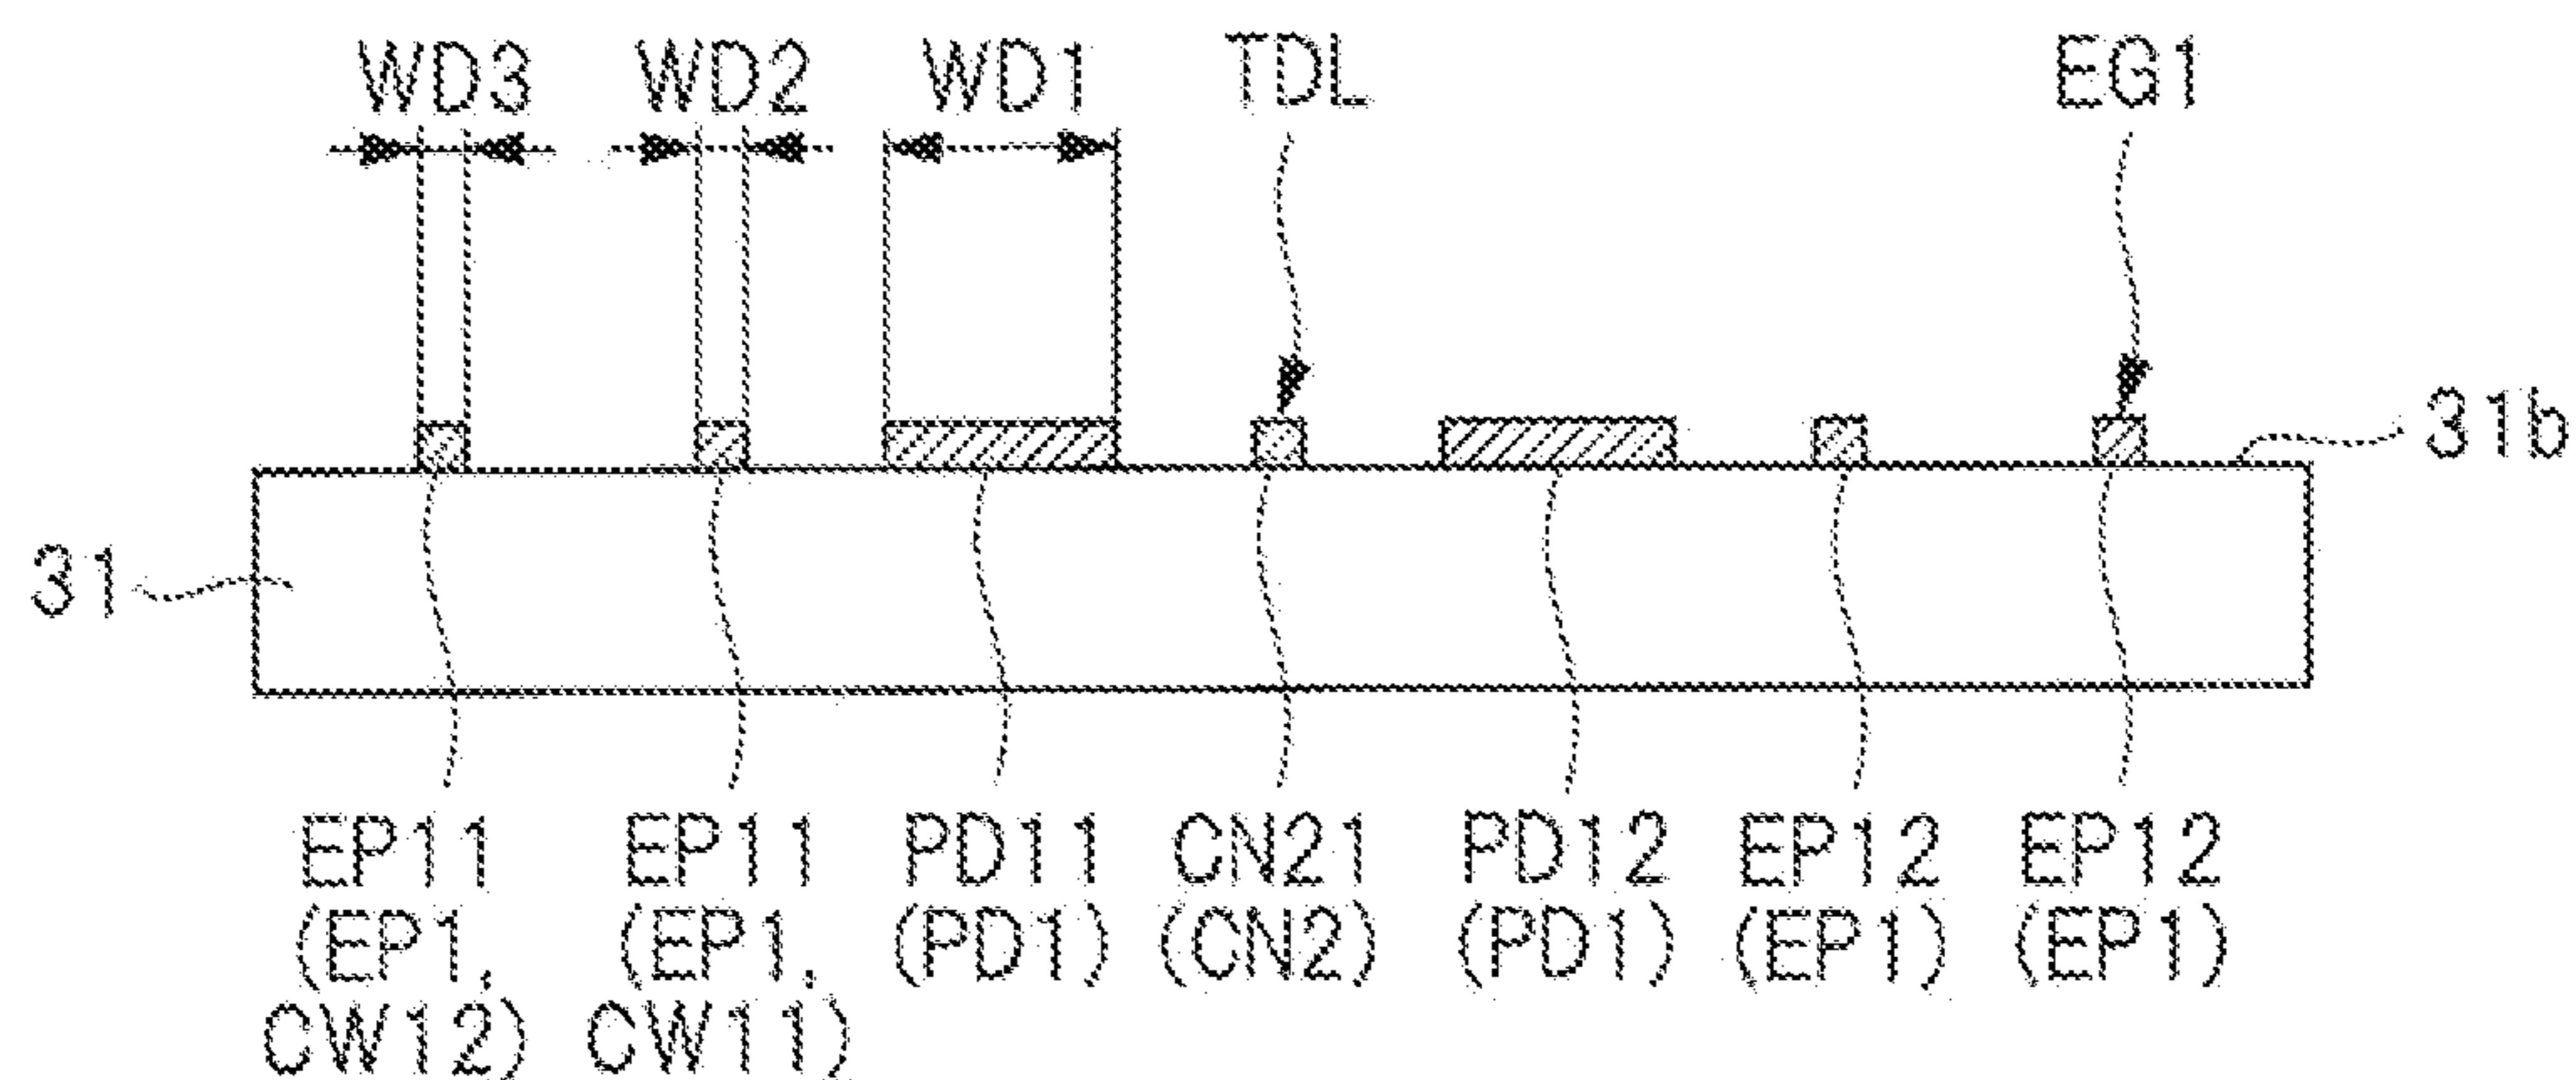 WD3 WD2 WD1 TDL EG1
31b
31
EP11 EP11 PD11 CN21 PD12 EP12 EP12
(EP1, (EP1, (PD1) (CN2) (PD1) (EP1) (EP1)
CW12) CW11)